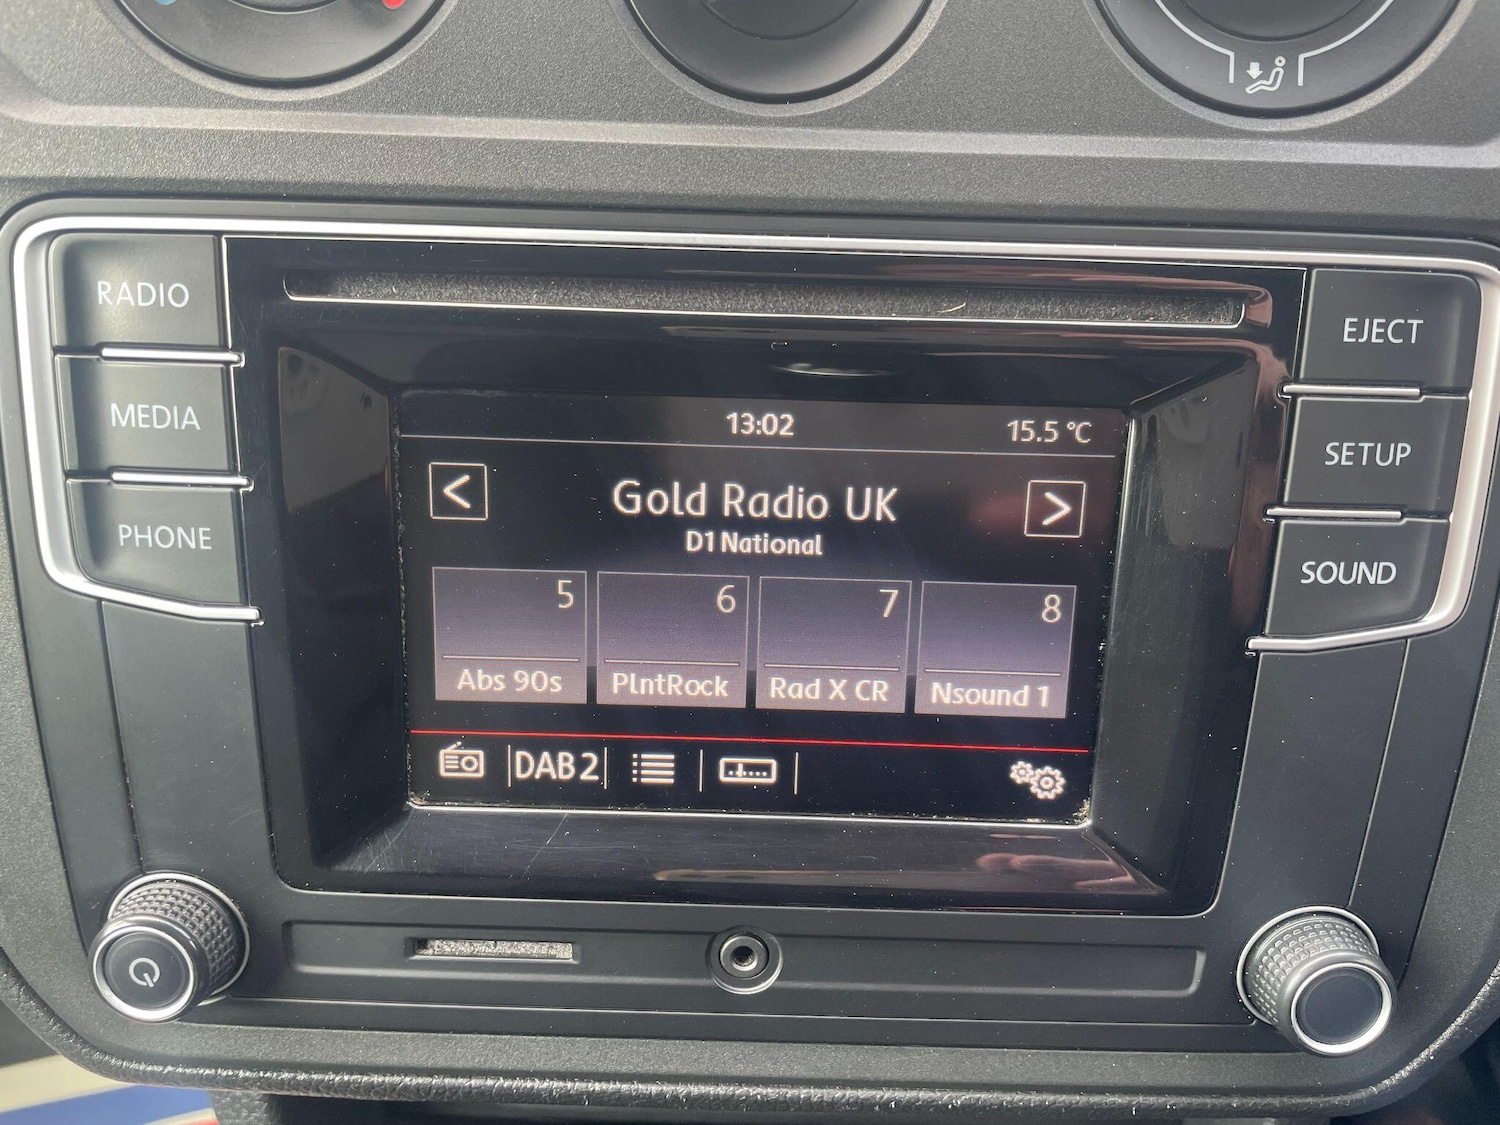 RADIO
MEDIA
PHONE
EJECT
SETUP
SOUND
13:02
15.5 °C
<
Gold Radio UK
>
D1 National
5
6
7
8
Abs 90s
PlntRock
Rad X CR
Nsound 1
DAB 2